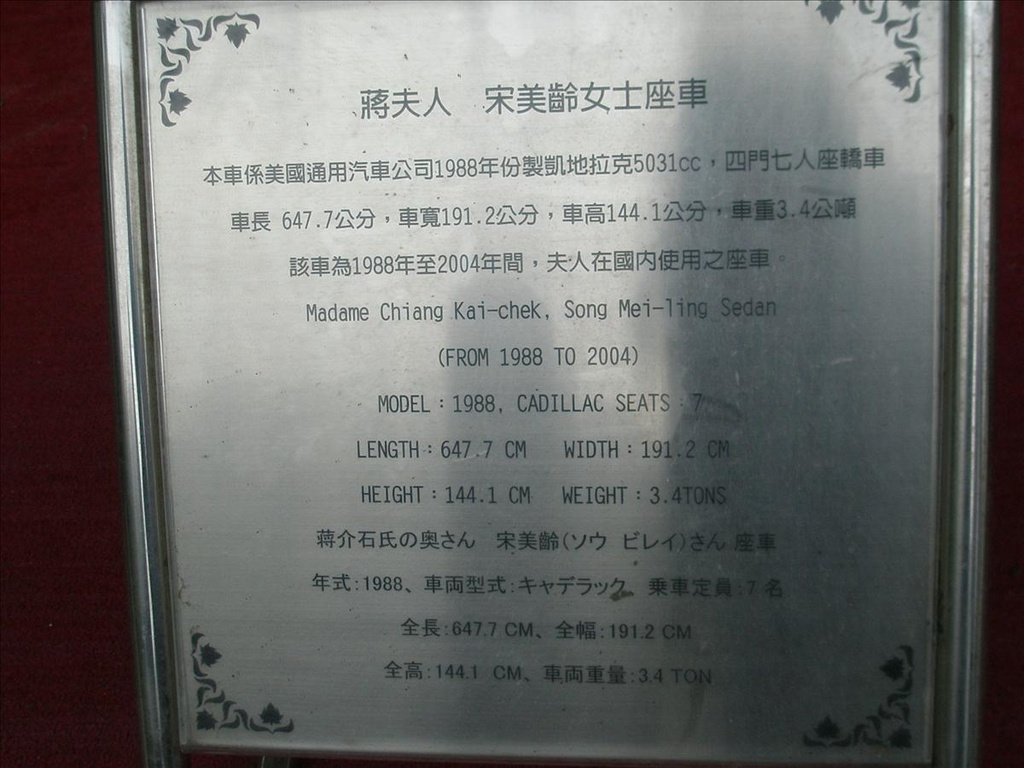 蔣夫人　宋美齡女士座車
本車係美國通用汽車公司1988年份製凱地拉克5031cc，四門七人座轎車
車長 647.7公分，車寬191.2公分，車高144.1公分，車重3.4公噸
該車為1988年至2004年間，夫人在國內使用之座車。
Madame Chiang Kai-chek, Song Mei-ling Sedan
(FROM 1988 TO 2004)
MODEL：1988, CADILLAC SEATS：7
LENGTH：647.7 CM　WIDTH：191.2 CM
HEIGHT：144.1 CM　WEIGHT：3.4TONS
蒋介石氏の奥さん　宋美齢(ソウ ビレイ)さん 座車
年式:1988、車両型式:キャデラック、乗車定員:7 名
全長:647.7 CM、全幅:191.2 CM
全高:144.1 CM、車両重量:3.4 TON